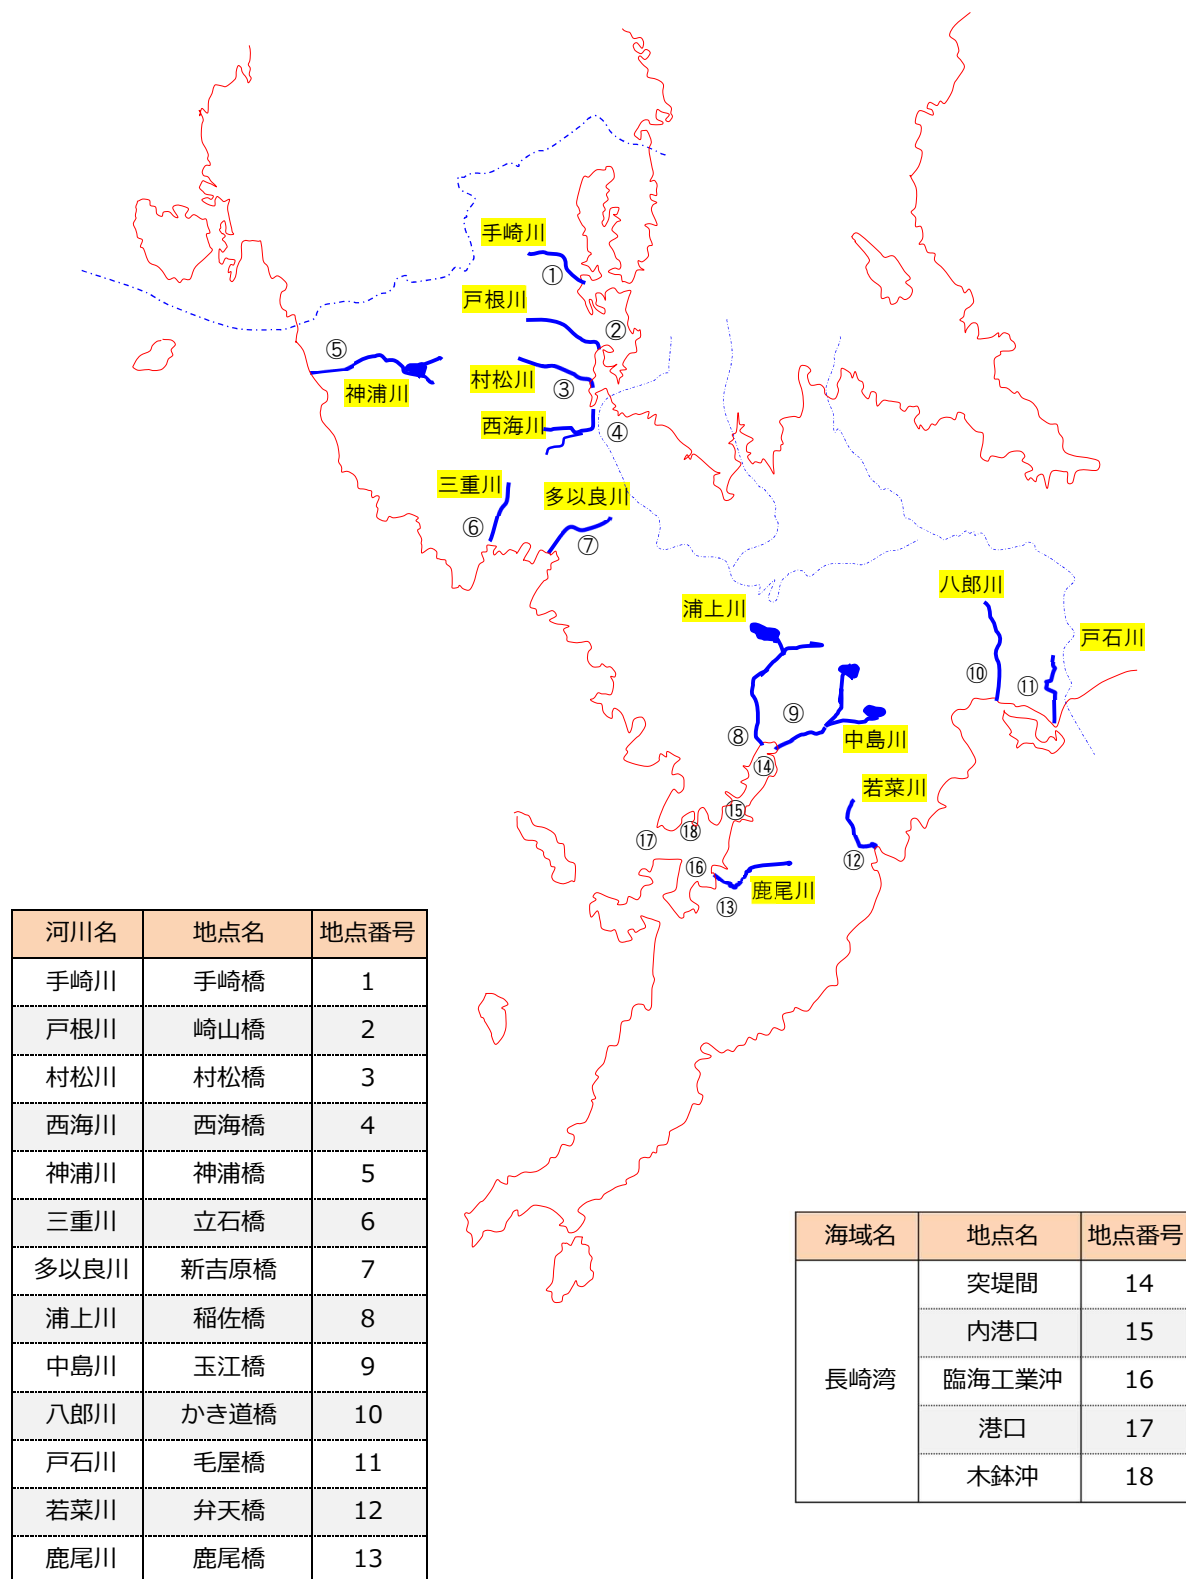 手崎川
①
戸根川
②
⑤
神浦川
村松川
③
西海川
④
三重川
⑥
多以良川
⑦
浦上川
八郎川
戸石川
⑩
⑪
⑨
⑧
中島川
⑭
若菜川
⑮
⑱
⑰
⑫
⑯
鹿尾川
⑬
河川名 地点名 地点番号
手崎川 手崎橋 1
戸根川 崎山橋 2
村松川 村松橋 3
西海川 西海橋 4
神浦川 神浦橋 5
三重川 立石橋 6
多以良川 新吉原橋 7
浦上川 稲佐橋 8
中島川 玉江橋 9
八郎川 かき道橋 10
戸石川 毛屋橋 11
若菜川 弁天橋 12
鹿尾川 鹿尾橋 13
海域名 地点名 地点番号
長崎湾
突堤間 14
内港口 15
臨海工業沖 16
港口 17
木鉢沖 18